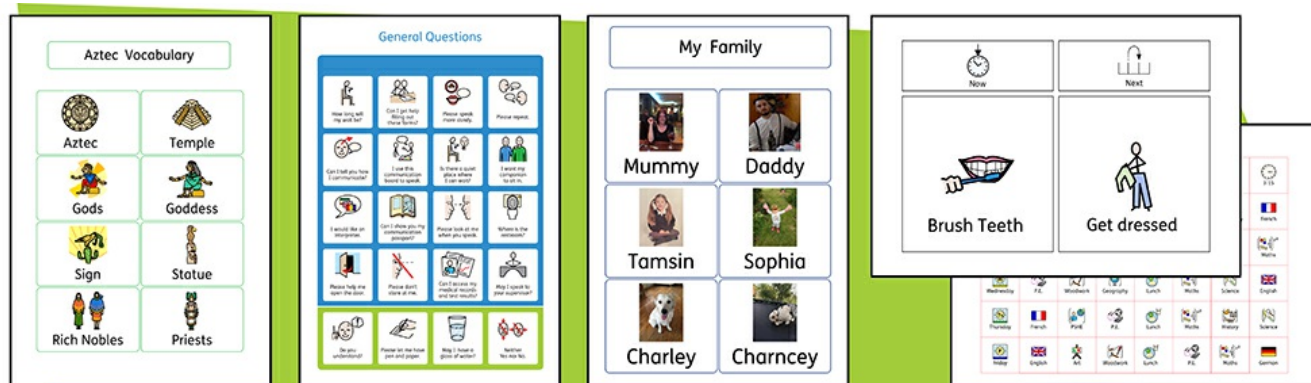 Aztec Vocabulary
Aztec
Temple
Gods
Goddess
Sign
Statue
Rich Nobles
Priests
General Questions
How long will
my wait be?
Can I get help
filling out
these forms?
Please speak
more slowly.
Please repeat.
Can I tell you how
I communicate?
I use this
communication
board to speak.
Is there a quiet
place where
I can wait?
I want my
companion
to sit in.
I would like an
interpreter.
Can I show you my
communication
passport?
Please look at me
when you speak.
Where is the
restroom?
Please help me
open the door.
Please don't
stare at me.
Can I access my
medical records
and test results?
May I speak to
your supervisor?
Do you
understand?
Please let me have
pen and paper.
May I have a
glass of water?
Neither
Yes nor No.
My Family
Mummy
Daddy
Tamsin
Sophia
Charley
Charncey
Now
Next
Brush Teeth
Get dressed
3:15
French
Maths
Wednesday
P.E.
Woodwork
Geography
Lunch
Maths
Science
English
Thursday
French
PSHE
P.E.
Lunch
Maths
History
Science
Friday
English
Art
Woodwork
Lunch
P.E.
Maths
German